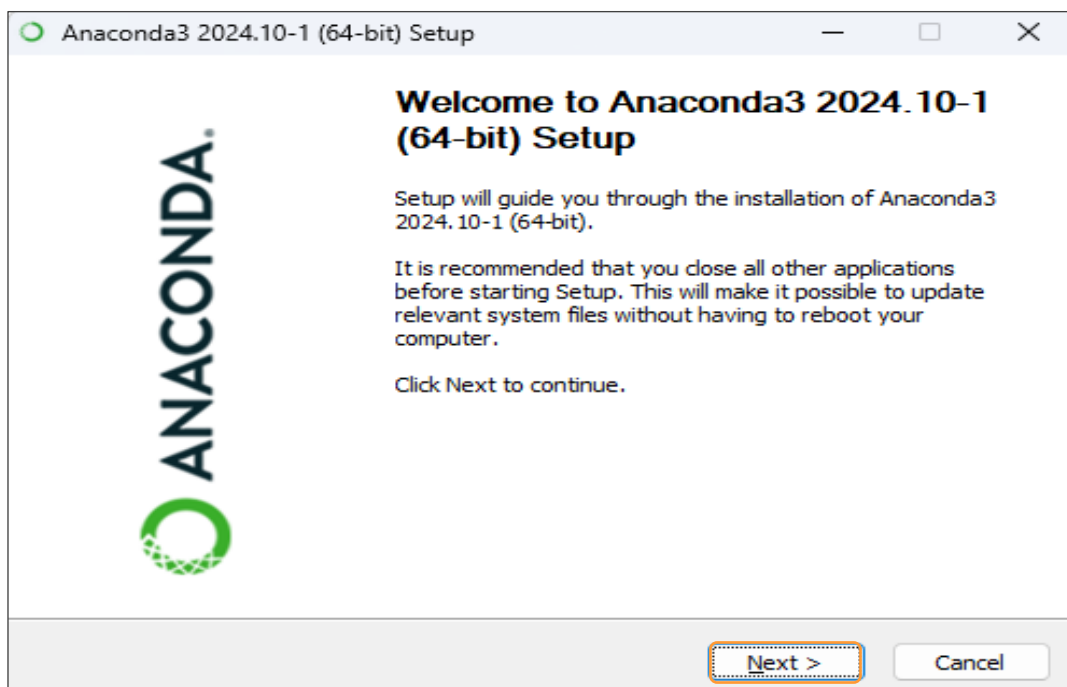 Anaconda3 2024.10-1 (64-bit) Setup
Welcome to Anaconda3 2024.10-1
(64-bit) Setup
Setup will guide you through the installation of Anaconda3
2024.10-1 (64-bit).
It is recommended that you close all other applications
before starting Setup. This will make it possible to update
relevant system files without having to reboot your
computer.
Click Next to continue.
ANACONDA.
Next >
Cancel